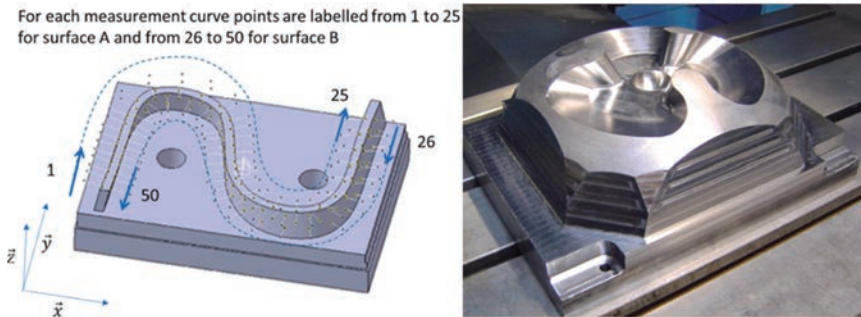 For each measurement curve points are labelled from 1 to 25
for surface A and from 26 to 50 for surface B
25
26
1
50
z⃗
y⃗
x⃗